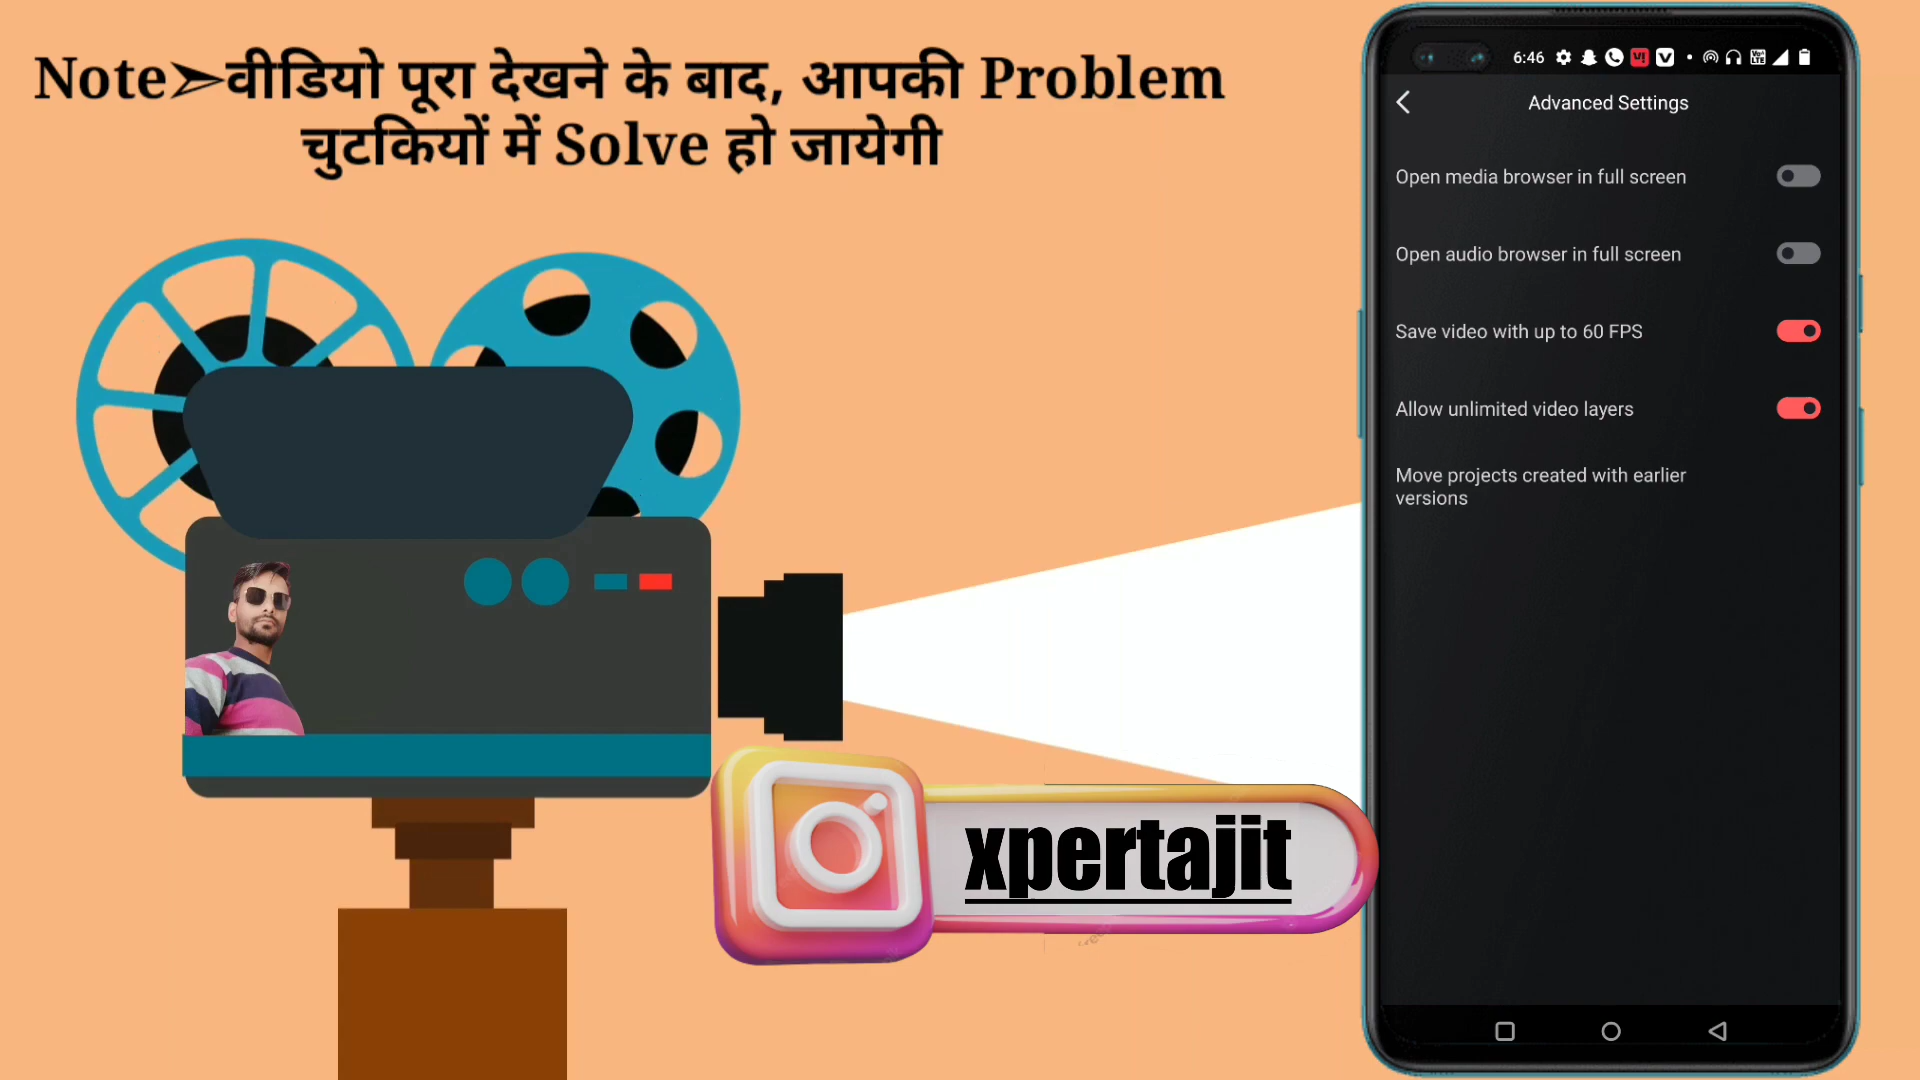 Note➢वीडियो पूरा देखने के बाद, आपकी Problem
चुटकियों में Solve हो जायेगी
6:46
Advanced Settings
Open media browser in full screen
Open audio browser in full screen
Save video with up to 60 FPS
Allow unlimited video layers
Move projects created with earlier
versions
xpertajit